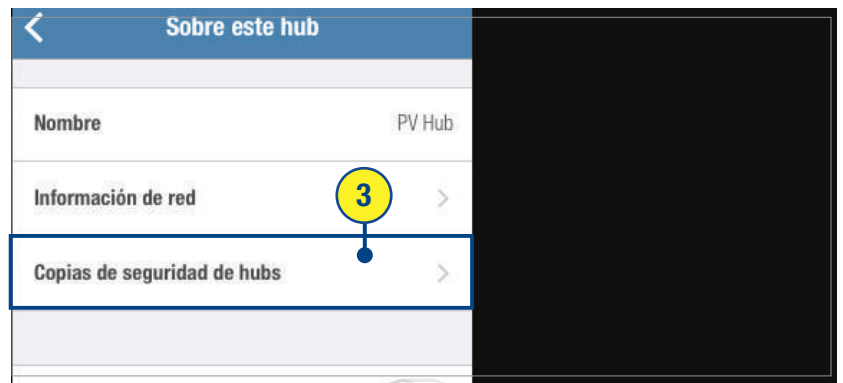 Sobre este hub
Nombre PV Hub
Información de red
3
Copias de seguridad de hubs